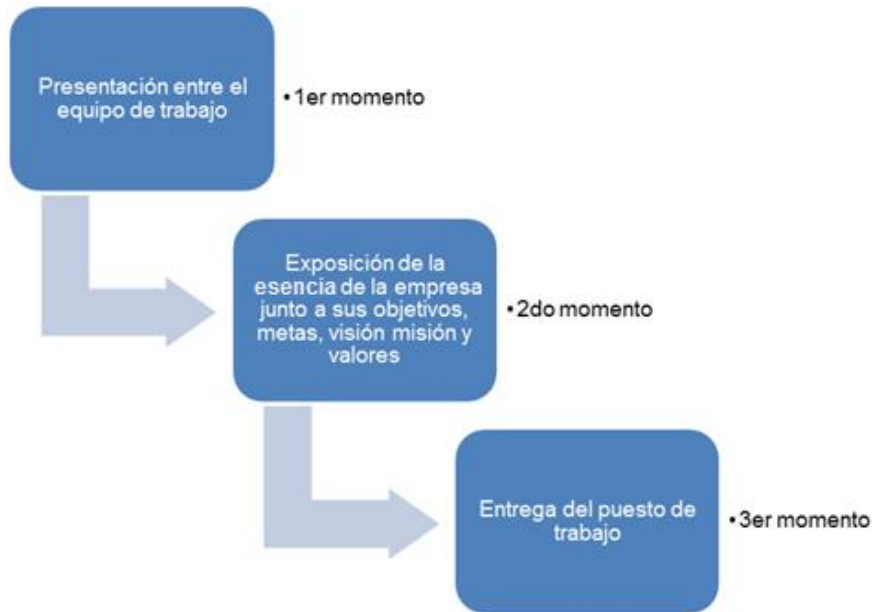 Presentación entre el
equipo de trabajo
•1er momento
Exposición de la
esencia de la empresa
junto a sus objetivos,
metas, visión misión y
valores
•2do momento
Entrega del puesto de
trabajo
•3er momento